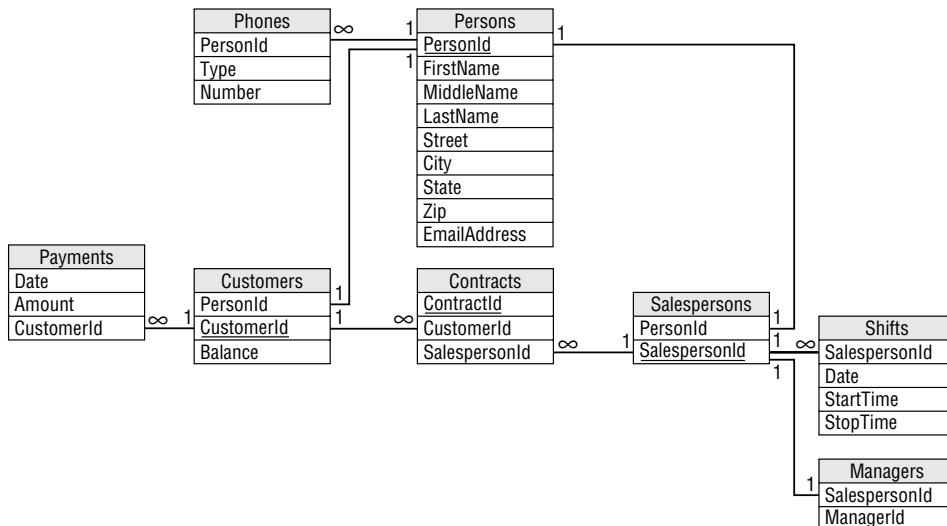 Phones
PersonId
Type
Number
∞
1
1
Persons
PersonId
FirstName
MiddleName
LastName
Street
City
State
Zip
EmailAddress
1
Payments
Date
Amount
CustomerId
∞
1
Customers
PersonId
CustomerId
Balance
1
1
∞
Contracts
ContractId
CustomerId
SalespersonId
∞
1
Salespersons
PersonId
SalespersonId
1
1
1
∞
Shifts
SalespersonId
Date
StartTime
StopTime
1
Managers
SalespersonId
ManagerId